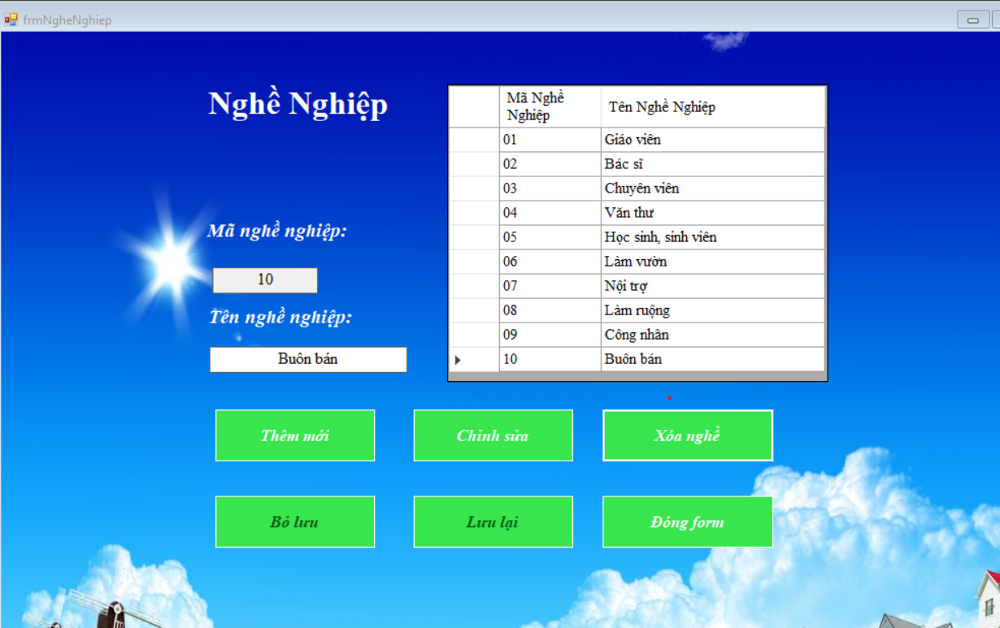 frmNgheNghiep
Nghề Nghiệp
Mã nghề nghiệp:
10
Tên nghề nghiệp:
Buôn bán
Mã Nghề
Nghiệp
Tên Nghề Nghiệp
01 Giáo viên
02 Bác sĩ
03 Chuyên viên
04 Văn thư
05 Học sinh, sinh viên
06 Làm vườn
07 Nội trợ
08 Làm ruộng
09 Công nhân
10 Buôn bán
Thêm mới Chỉnh sửa Xóa nghề
Bỏ lưu Lưu lại Đóng form